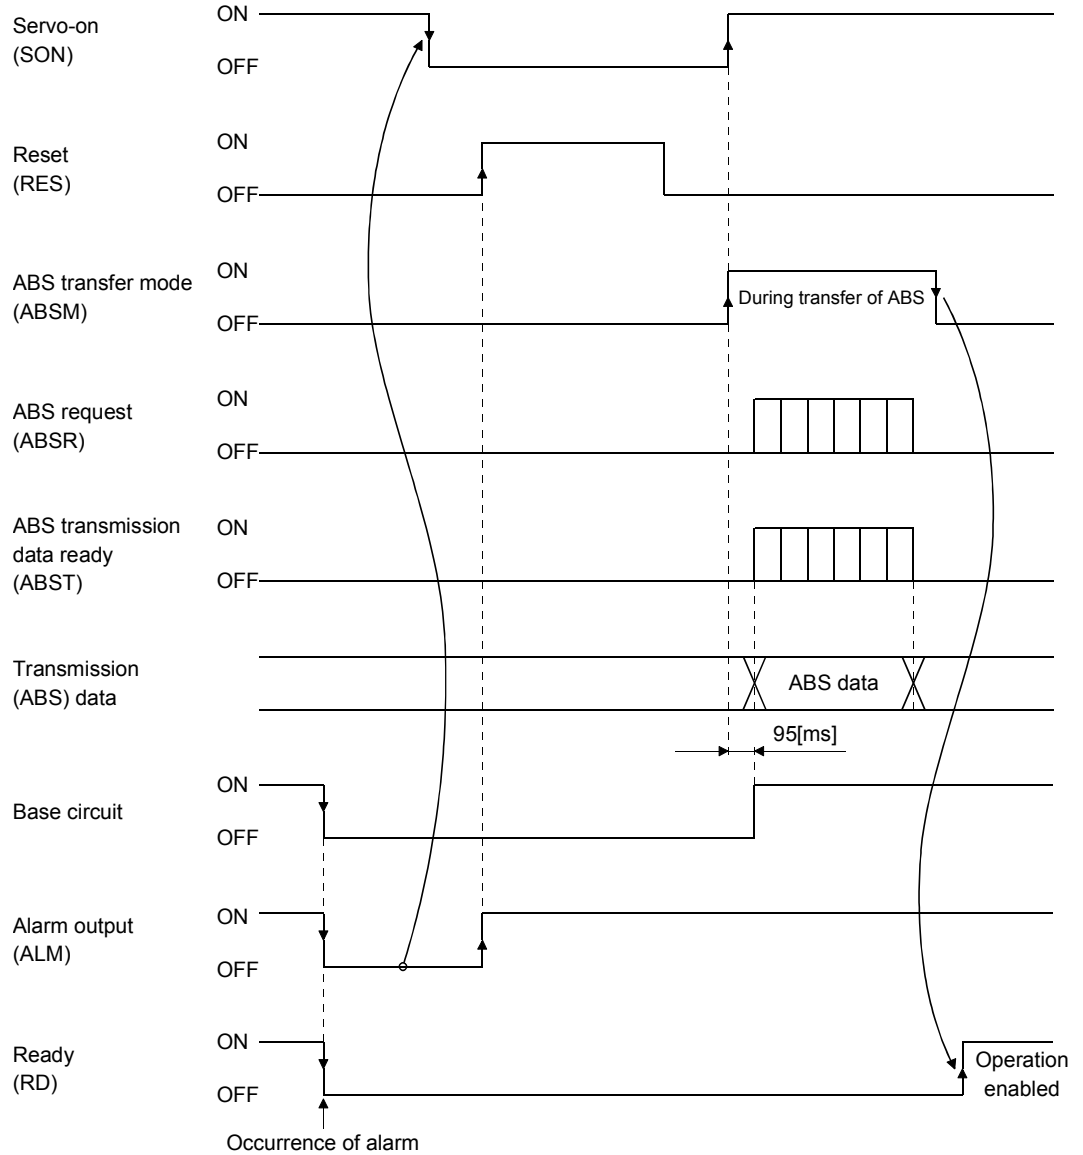 Servo-on
(SON)
ON
OFF
Reset
(RES)
ON
OFF
ABS transfer mode
(ABSM)
ON
OFF
During transfer of ABS
ABS request
(ABSR)
ON
OFF
ABS transmission
data ready
(ABST)
ON
OFF
Transmission
(ABS) data
ABS data
95[ms]
Base circuit
ON
OFF
Alarm output
(ALM)
ON
OFF
Ready
(RD)
ON
OFF
Operation
enabled
Occurrence of alarm